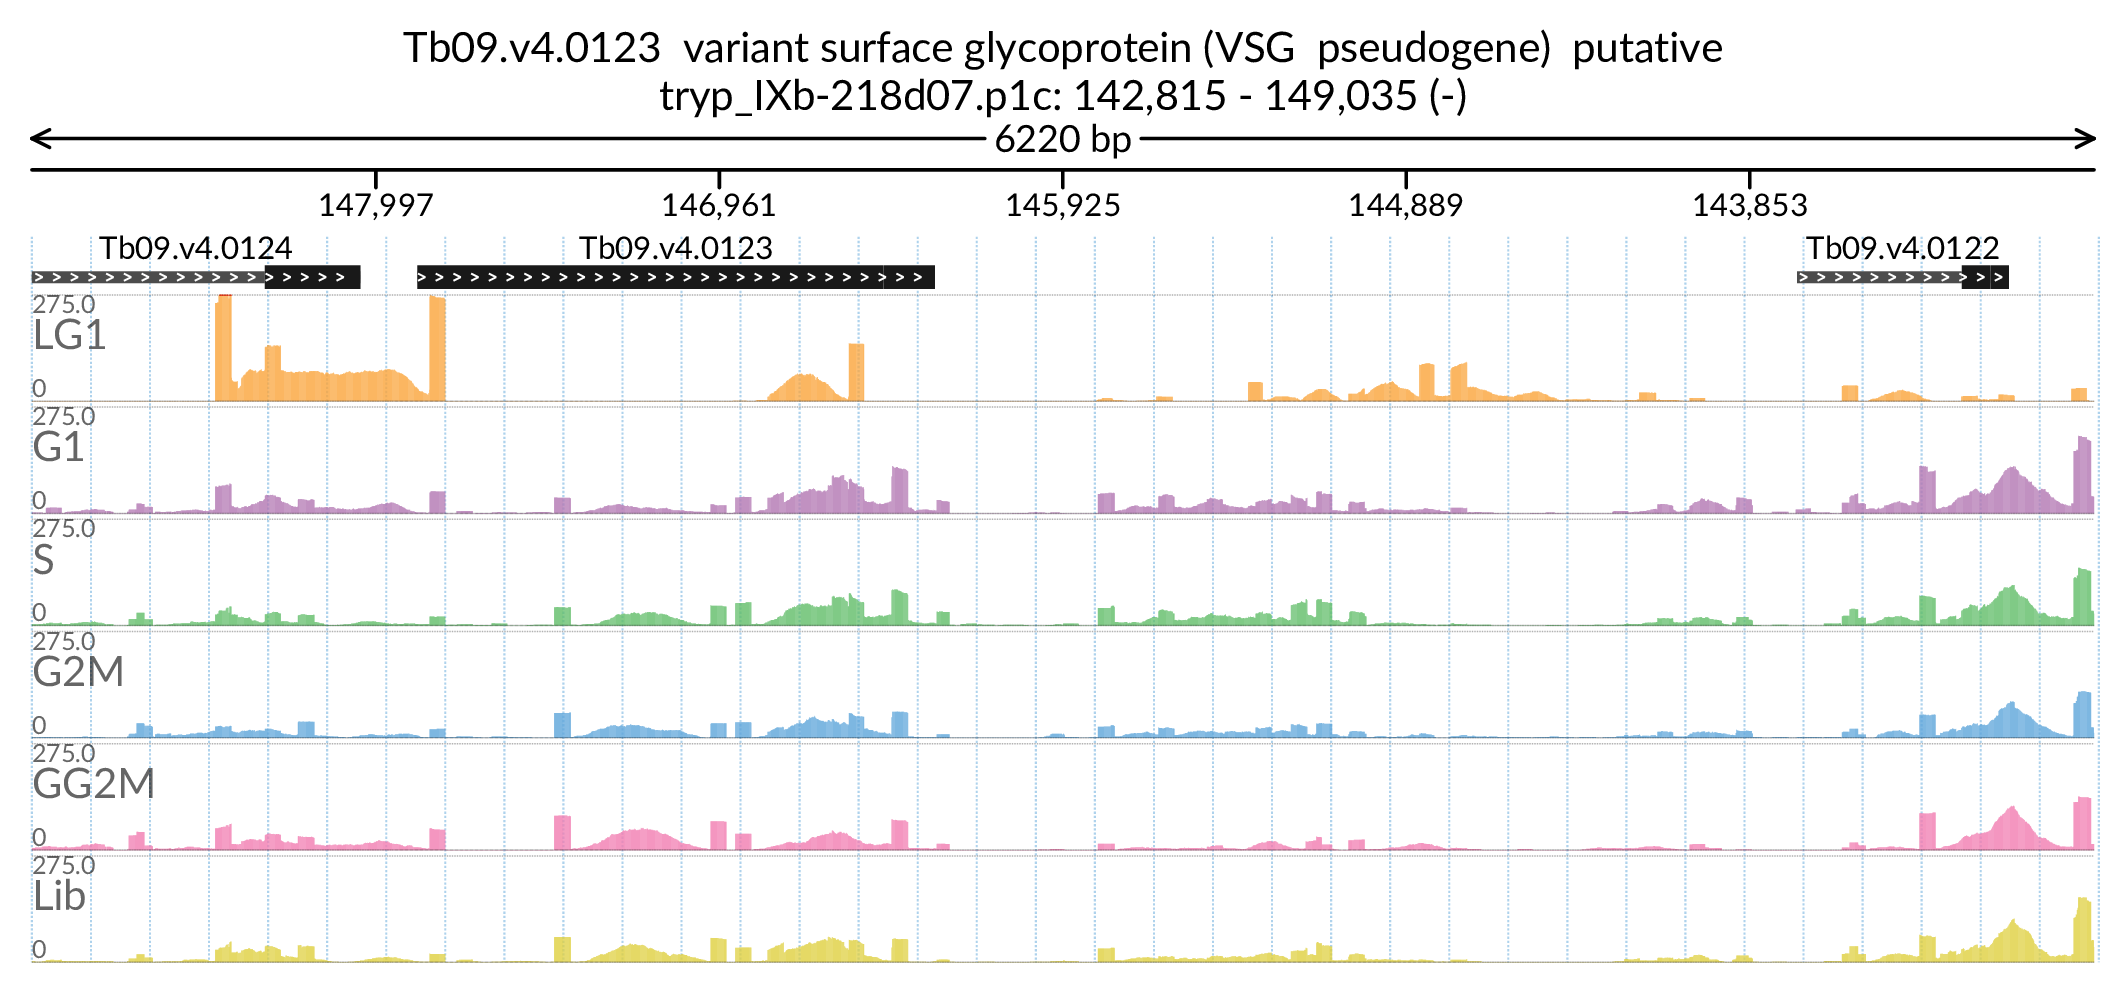 Tb09.v4.0123  variant surface glycoprotein (VSG  pseudogene)  putative
tryp_IXb-218d07.p1c: 142,815 - 149,035 (-)
6220 bp
147,997 146,961 145,925 144,889 143,853
Tb09.v4.0124 Tb09.v4.0123 Tb09.v4.0122
275.0
LG1
0
275.0
G1
0
275.0
S
0
275.0
G2M
0
275.0
GG2M
0
275.0
Lib
0